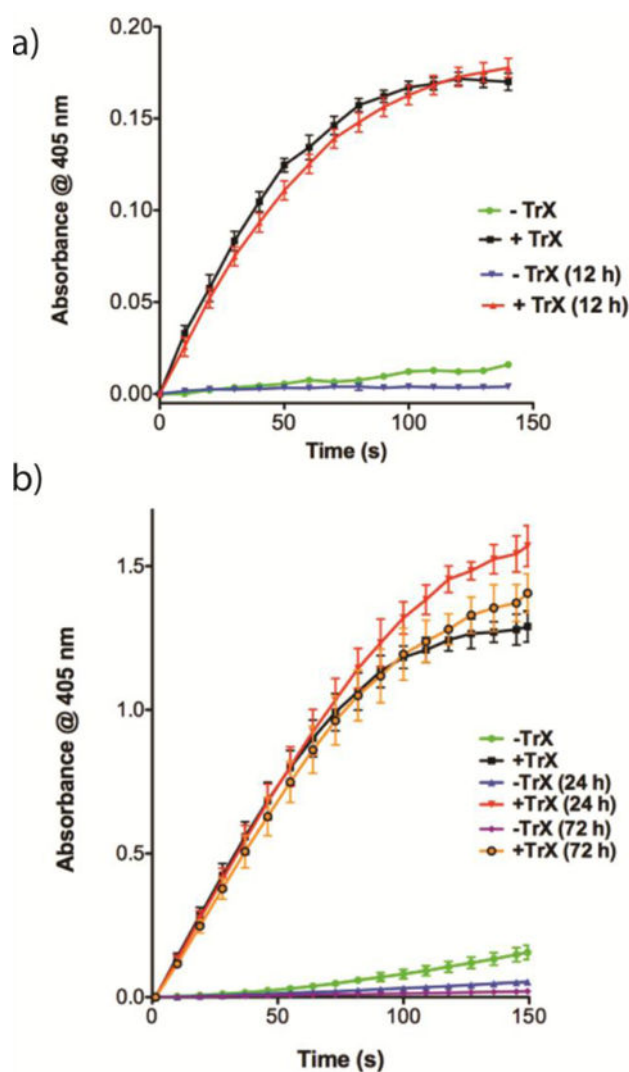 a)
0.20
0.15
0.10
0.05
0.00
Absorbance @ 405 nm
- TrX
+ TrX
- TrX (12 h)
+ TrX (12 h)
0
50
100
150
Time (s)
b)
1.5
1.0
0.5
0.0
Absorbance @ 405 nm
-TrX
+TrX
-TrX (24 h)
+TrX (24 h)
-TrX (72 h)
+TrX (72 h)
0
50
100
150
Time (s)